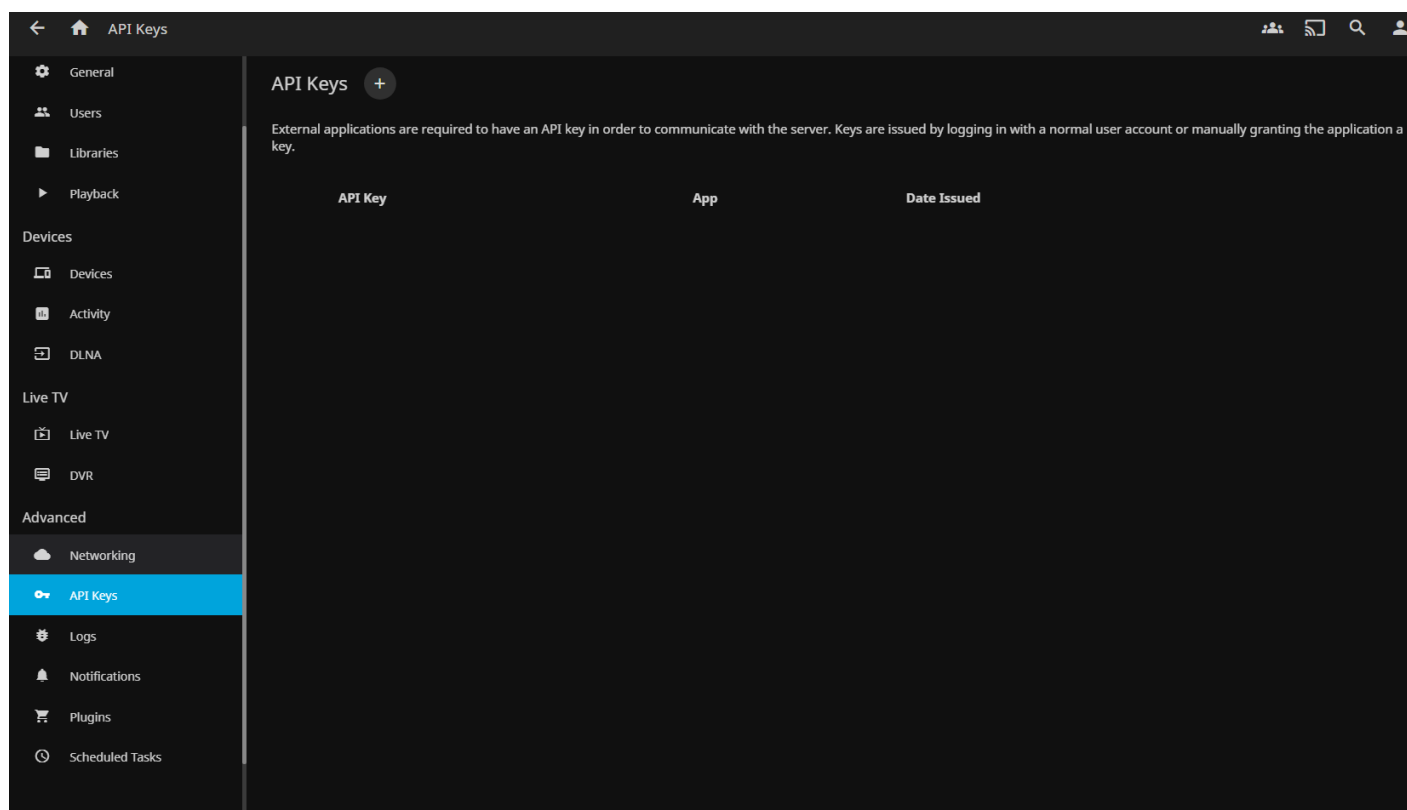 API Keys
General
Users
Libraries
Playback
Devices
Devices
Activity
DLNA
Live TV
Live TV
DVR
Advanced
Networking
API Keys
Logs
Notifications
Plugins
Scheduled Tasks
API Keys
External applications are required to have an API key in order to communicate with the server. Keys are issued by logging in with a normal user account or manually granting the application a
key.
API Key App Date Issued